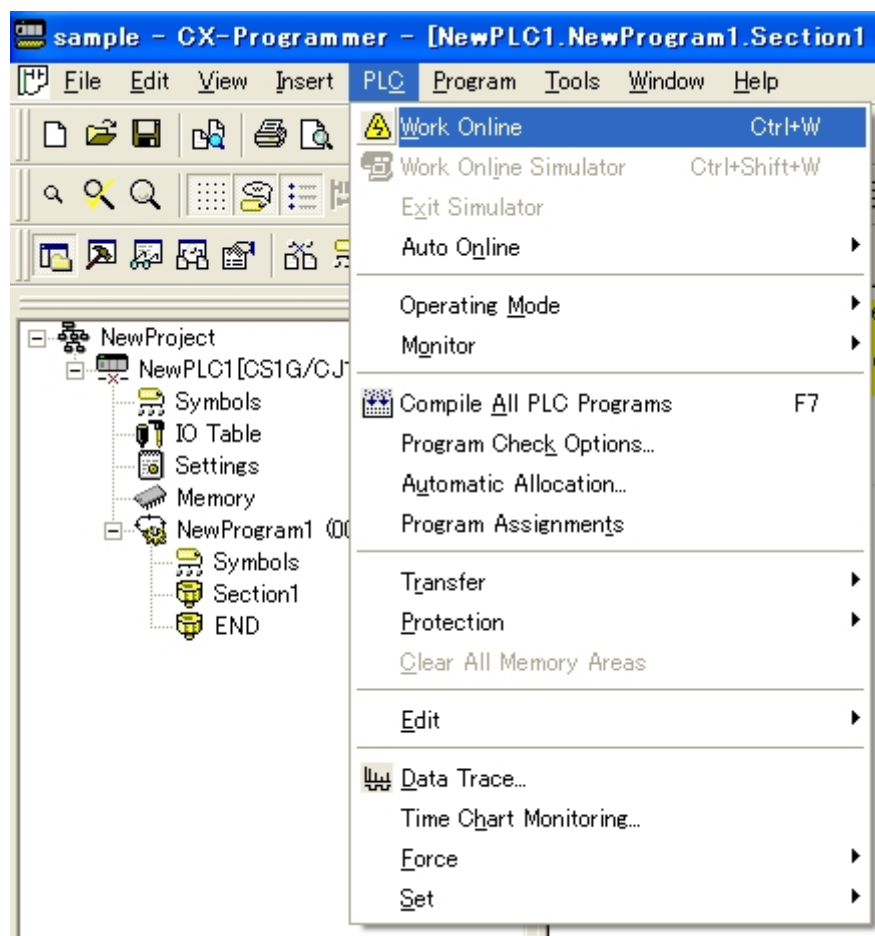 sample - CX-Programmer - [NewPLC1.NewProgram1.Section1
File Edit View Insert PLC Program Tools Window Help
Work Online Ctrl+W
Work Online Simulator Ctrl+Shift+W
Exit Simulator
Auto Online
Operating Mode
Monitor
Compile All PLC Programs F7
Program Check Options...
Automatic Allocation...
Program Assignments
Transfer
Protection
Clear All Memory Areas
Edit
Data Trace...
Time Chart Monitoring...
Force
Set
NewProject
NewPLC1[CS1G/CJ1
Symbols
IO Table
Settings
Memory
NewProgram1 (00
Symbols
Section1
END